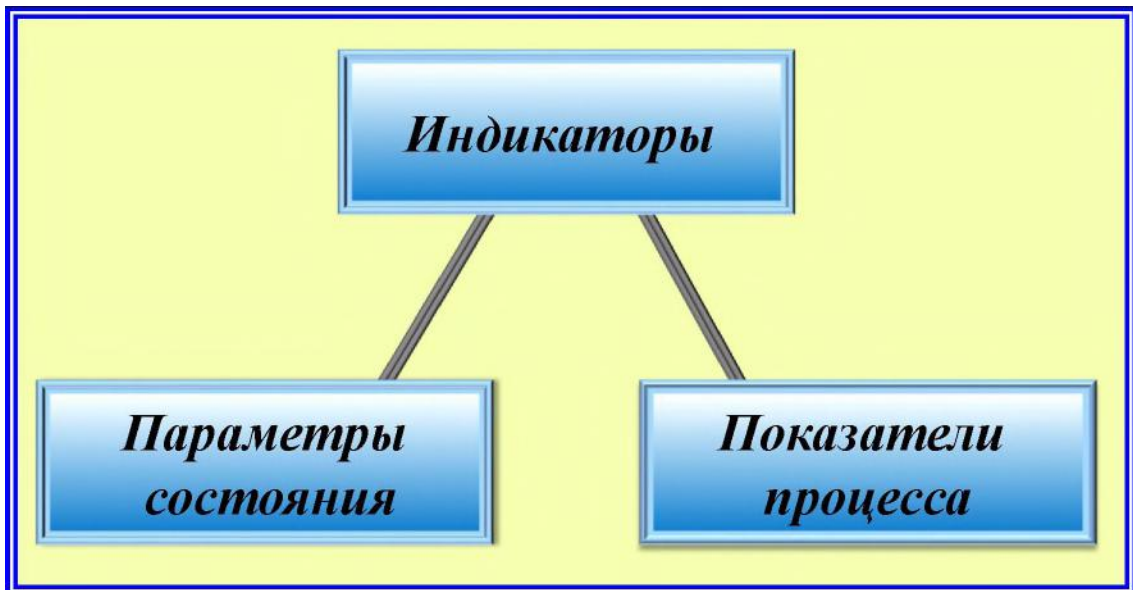 Индикаторы
Параметры
состояния
Показатели
процесса